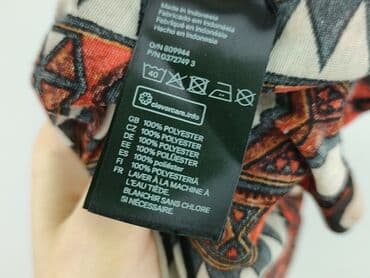 Made in Indonesia
Fabriqué en Indonésie
Fabricado en Indonesia
Hecho en Indonesia
O/N 809944
P/N 0372749 3
40
clevercare.info
GB 100% POLYESTER
CZ 100% POLYESTER
DE 100% POLYESTER
EE 100% POLÜESTER
ES 100% poliéster
FI 100% POLYESTERIÄ
FR LAVER À LA MACHINE À
L'EAU TIÈDE.
BLANCHIR SANS CHLORE
SI NÉCESSAIRE.